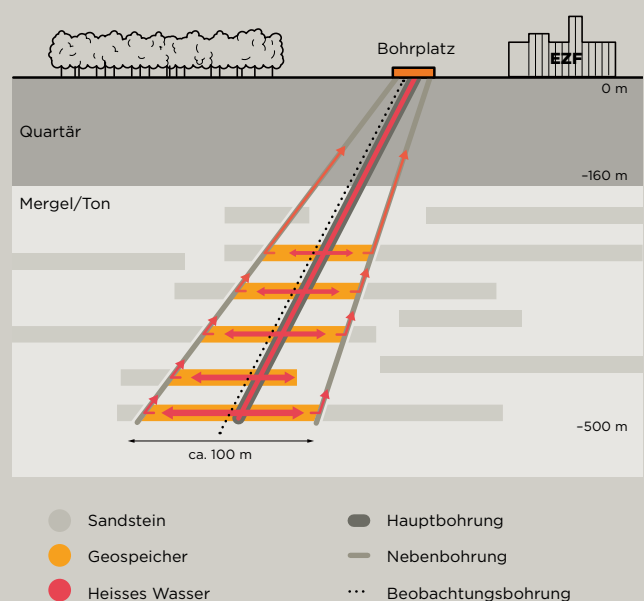 Bohrplatz
EZF
0 m
Quartär
–160 m
Mergel/Ton
–500 m
ca. 100 m
Sandstein
Hauptbohrung
Geospeicher
Nebenbohrung
Heisses Wasser
Beobachtungsbohrung